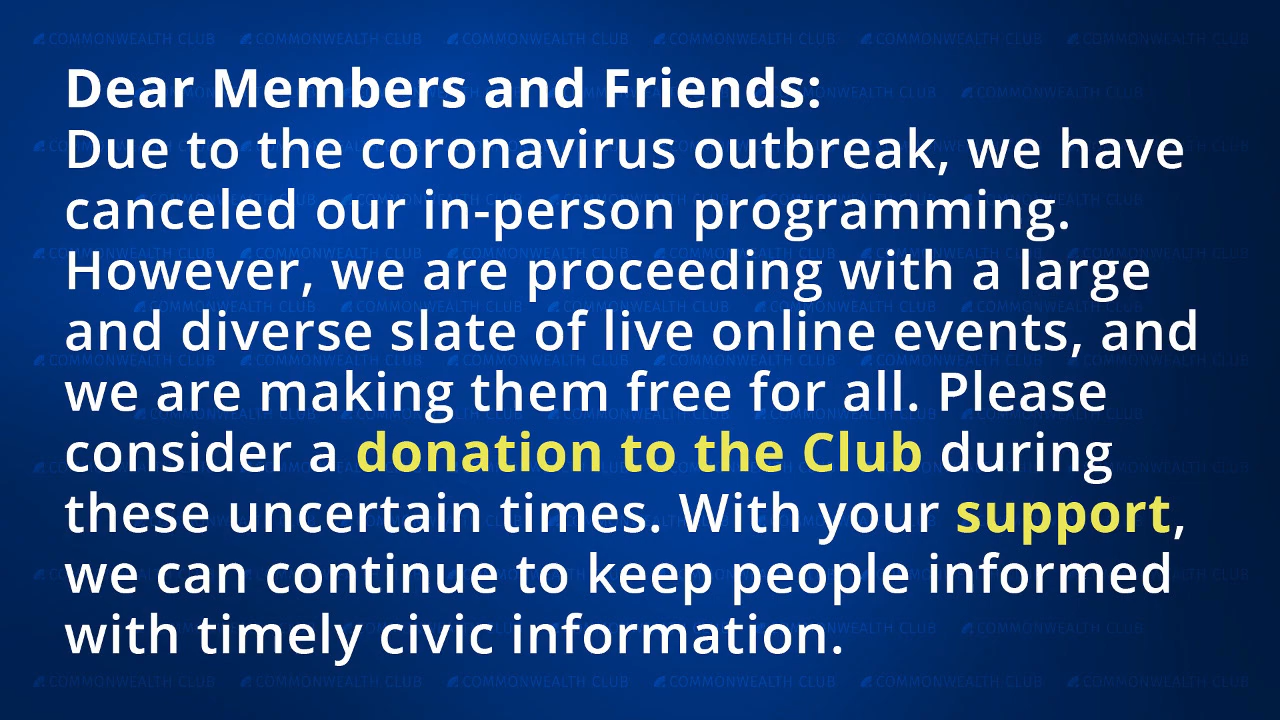 Dear Members and Friends:
Due to the coronavirus outbreak, we have
canceled our in-person programming.
However, we are proceeding with a large
and diverse slate of live online events, and
we are making them free for all. Please
consider a donation to the Club during
these uncertain times. With your support,
we can continue to keep people informed
with timely civic information.
COMMONWEALTH CLUB